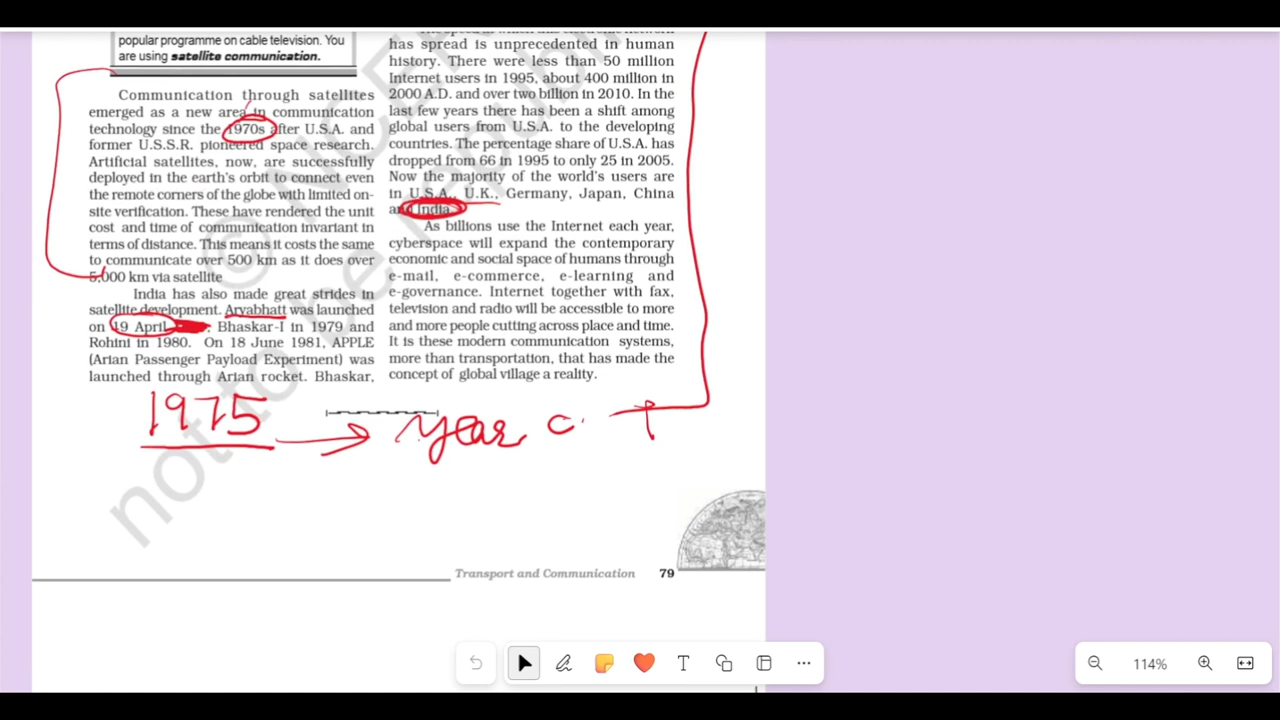 popular programme on cable television. You
are using satellite communication.
Communication through satellites
emerged as a new area in communication
technology since the 1970s after U.S.A. and
former U.S.S.R. pioneered space research.
Artificial satellites, now, are successfully
deployed in the earth's orbit to connect even
the remote corners of the globe with limited on-
site verification. These have rendered the unit
cost and time of communication invariant in
terms of distance. This means it costs the same
to communicate over 500 km as it does over
5,000 km via satellite
India has also made great strides in
satellite development. Aryabhatt was launched
on 19 April . Bhaskar-I in 1979 and
Rohini in 1980. On 18 June 1981, APPLE
(Arian Passenger Payload Experiment) was
launched through Arian rocket. Bhaskar,
has spread is unprecedented in human
history. There were less than 50 million
Internet users in 1995, about 400 million in
2000 A.D. and over two billion in 2010. In the
last few years there has been a shift among
global users from U.S.A. to the developing
countries. The percentage share of U.S.A. has
dropped from 66 in 1995 to only 25 in 2005.
Now the majority of the world's users are
in U.S.A., U.K., Germany, Japan, China
and India
As billions use the Internet each year,
cyberspace will expand the contemporary
economic and social space of humans through
e-mail, e-commerce, e-learning and
e-governance. Internet together with fax,
television and radio will be accessible to more
and more people cutting across place and time.
It is these modern communication systems,
more than transportation, that has made the
concept of global village a reality.
1975 → year
Transport and Communication 79
114%